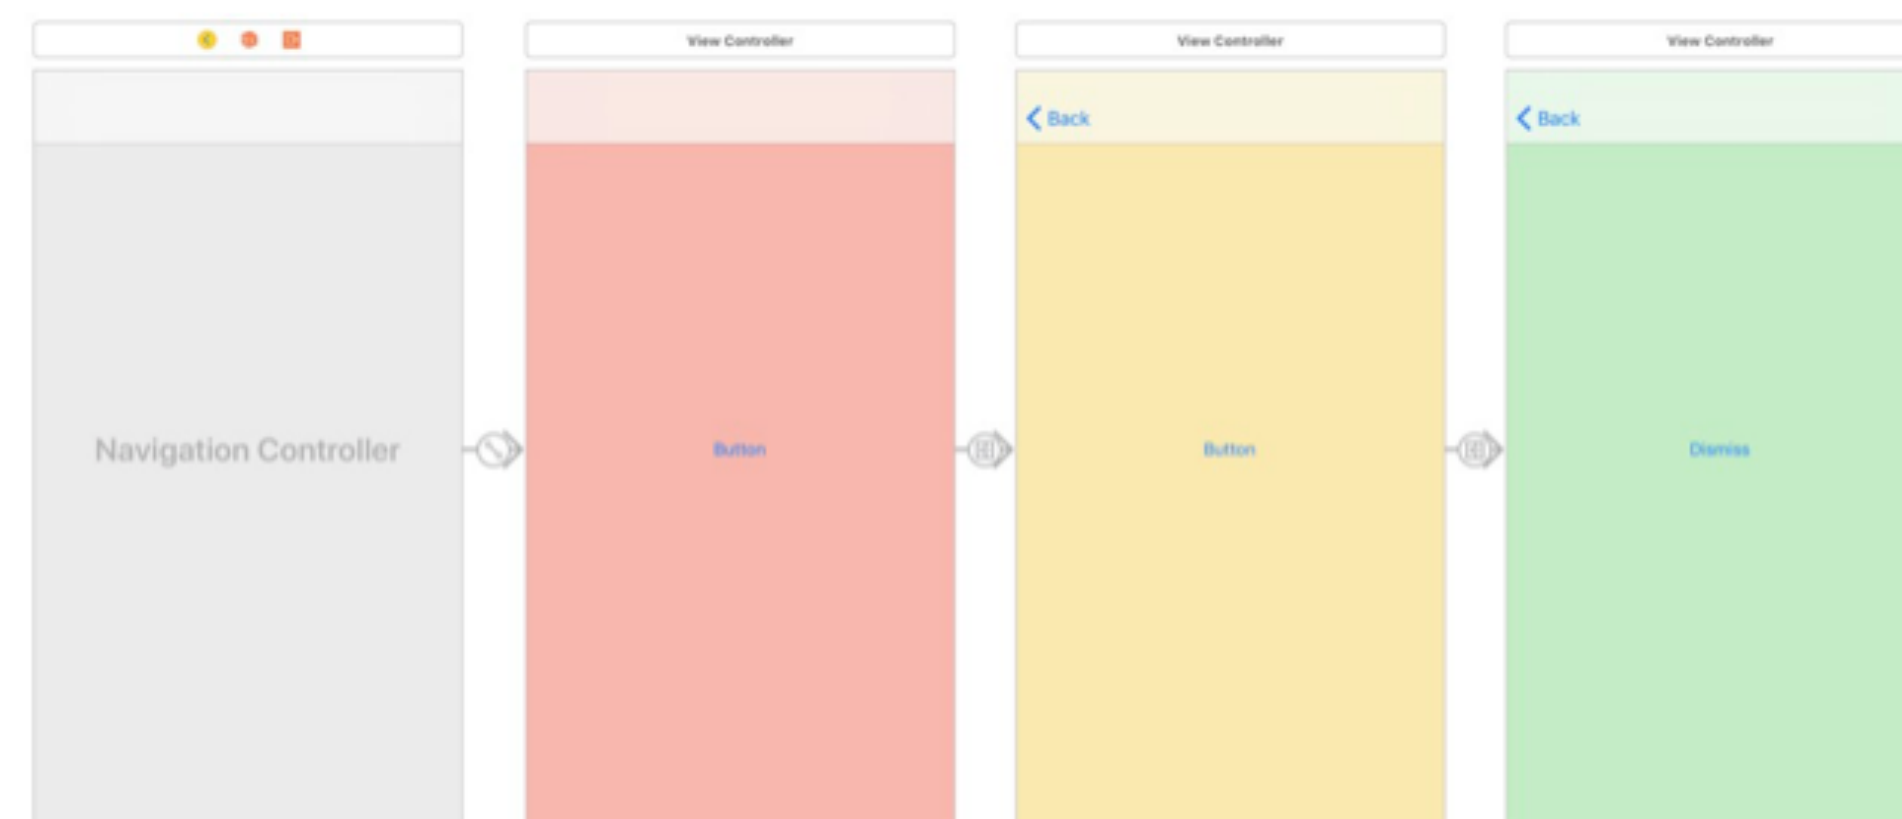 View Controller
View Controller
View Controller
Back
Back
Navigation Controller
Button
Button
Dismiss